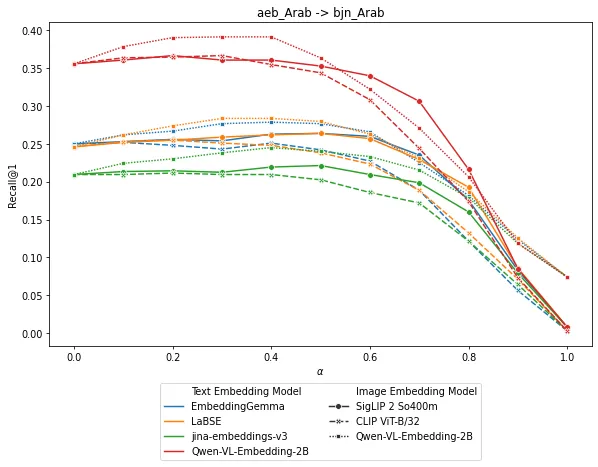 aeb_Arab -> bjn_Arab
Recall@1
0.40
0.35
0.30
0.25
0.20
0.15
0.10
0.05
0.00
0.0 0.2 0.4 0.6 0.8 1.0
α
Text Embedding Model
EmbeddingGemma
LaBSE
jina-embeddings-v3
Qwen-VL-Embedding-2B
Image Embedding Model
SigLIP 2 So400m
CLIP ViT-B/32
Qwen-VL-Embedding-2B